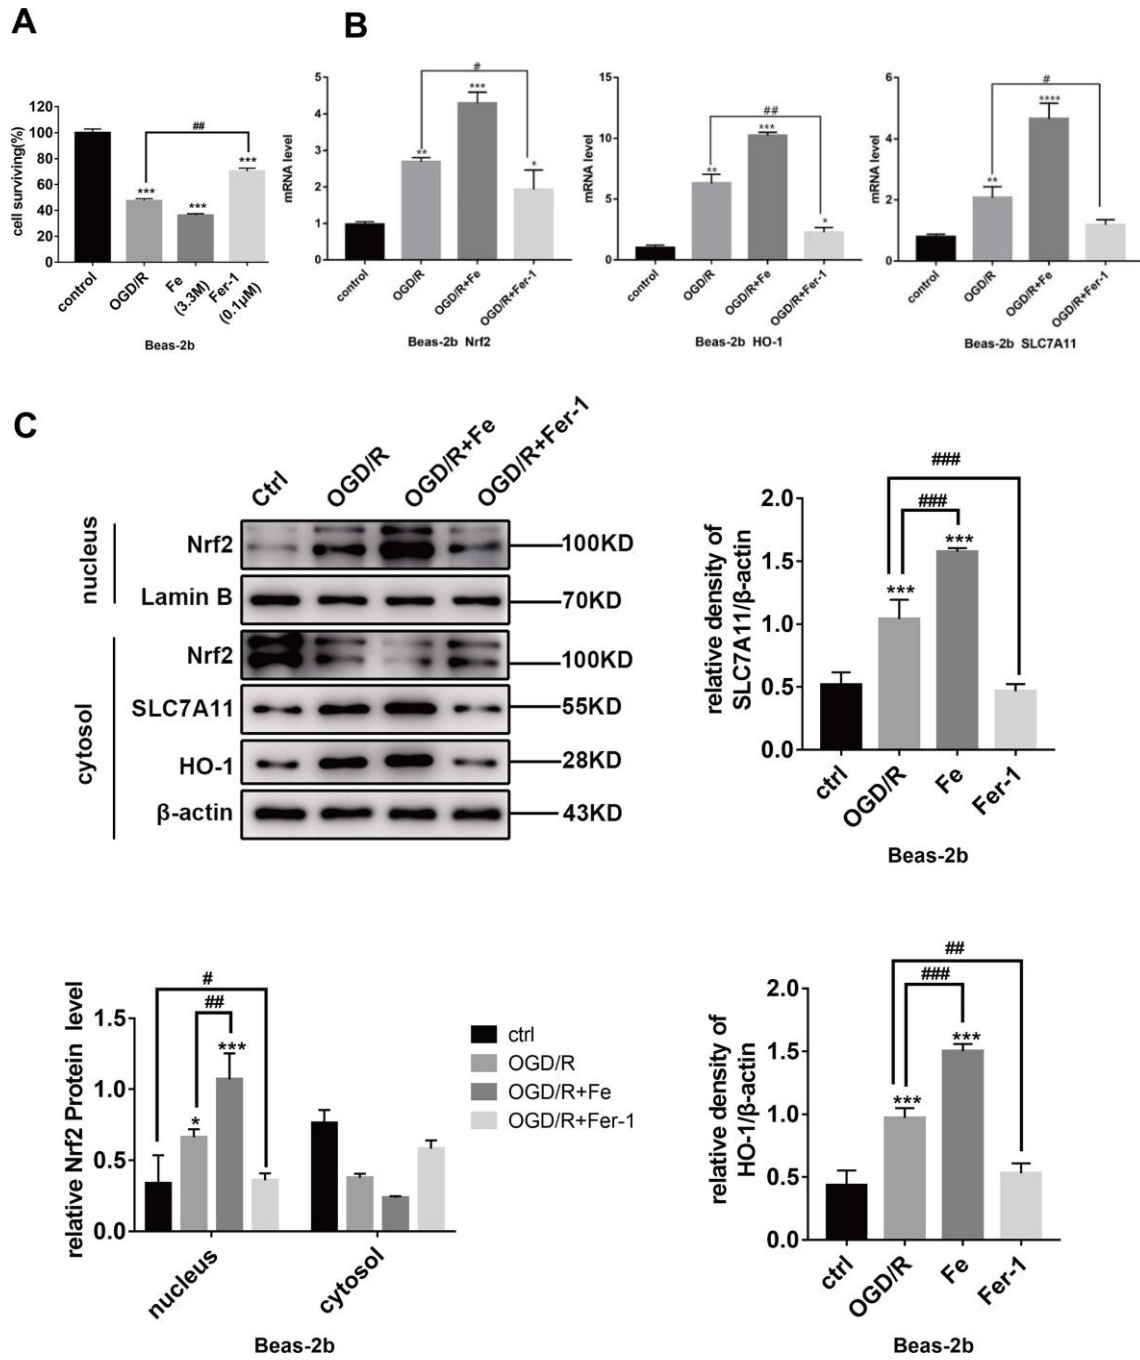 A
B
120
100
80
60
40
20
0
cell surviving(%)
##
***
***
***
control
OGD/R
Fe
(3.3M)
Fer-1
(0.1μM)
Beas-2b
5
4
3
2
1
0
mRNA level
#
**
***
*
control
OGD/R
OGD/R+Fe
OGD/R+Fer-1
Beas-2b Nrf2
15
10
5
0
mRNA level
##
**
***
*
control
OGD/R
OGD/R+Fe
OGD/R+Fer-1
Beas-2b HO-1
6
4
2
0
mRNA level
#
**
****
control
OGD/R
OGD/R+Fe
OGD/R+Fer-1
Beas-2b SLC7A11
C
Ctrl
OGD/R
OGD/R+Fe
OGD/R+Fer-1
nucleus
Nrf2
100KD
Lamin B
70KD
cytosol
Nrf2
100KD
SLC7A11
55KD
HO-1
28KD
β-actin
43KD
relative density of
SLC7A11/β-actin
2.0
1.5
1.0
0.5
0.0
###
###
***
***
ctrl
OGD/R
Fe
Fer-1
Beas-2b
relative Nrf2 Protein level
1.5
1.0
0.5
0.0
#
##
***
*
nucleus
cytosol
Beas-2b
ctrl
OGD/R
OGD/R+Fe
OGD/R+Fer-1
relative density of
HO-1/β-actin
2.0
1.5
1.0
0.5
0.0
##
###
***
***
ctrl
OGD/R
Fe
Fer-1
Beas-2b